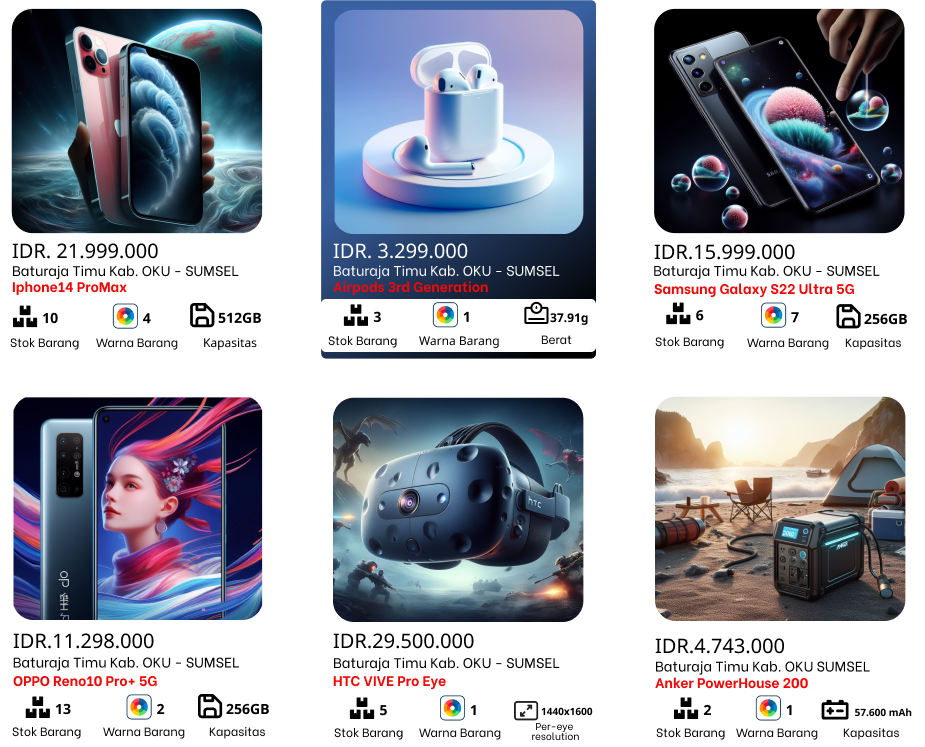 IDR. 21.999.000
Baturaja Timu Kab. OKU - SUMSEL
Iphone14 ProMax
10
4
512GB
Stok Barang
Warna Barang
Kapasitas
IDR. 3.299.000
Baturaja Timu Kab. OKU - SUMSEL
Airpods 3rd Generation
3
1
37.91g
Stok Barang
Warna Barang
Berat
IDR.15.999.000
Baturaja Timu Kab. OKU - SUMSEL
Samsung Galaxy S22 Ultra 5G
6
7
256GB
Stok Barang
Warna Barang
Kapasitas
IDR.11.298.000
Baturaja Timu Kab. OKU - SUMSEL
OPPO Reno10 Pro+ 5G
13
2
256GB
Stok Barang
Warna Barang
Kapasitas
hTC
IDR.29.500.000
Baturaja Timu Kab. OKU - SUMSEL
HTC VIVE Pro Eye
5
1
1440x1600
Stok Barang
Warna Barang
Per-eye
resolution
IDR.4.743.000
Baturaja Timu Kab. OKU SUMSEL
Anker PowerHouse 200
2
1
57.600 mAh
Stok Barang
Warna Barang
Kapasitas